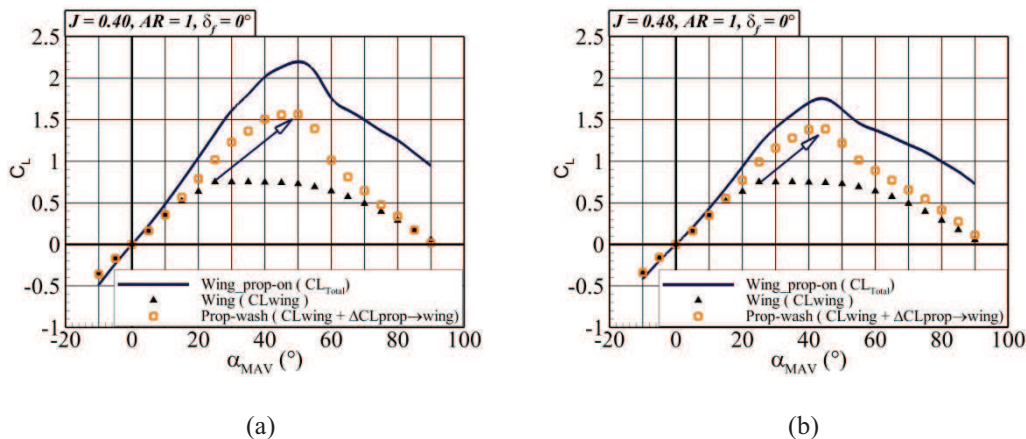 J = 0.40, AR = 1, δf = 0°
2.5
2
1.5
1
0.5
0
-0.5
-1
CL
-20 0 20 40 60 80 100
αMAV (°)
Wing_prop-on ( CLTotal)
Wing ( CLwing )
Prop-wash ( CLwing + ΔCLprop→wing)
(a)
J = 0.48, AR = 1, δf = 0°
2.5
2
1.5
1
0.5
0
-0.5
-1
CL
-20 0 20 40 60 80 100
αMAV (°)
Wing_prop-on ( CLTotal)
Wing ( CLwing )
Prop-wash ( CLwing + ΔCLprop→wing)
(b)